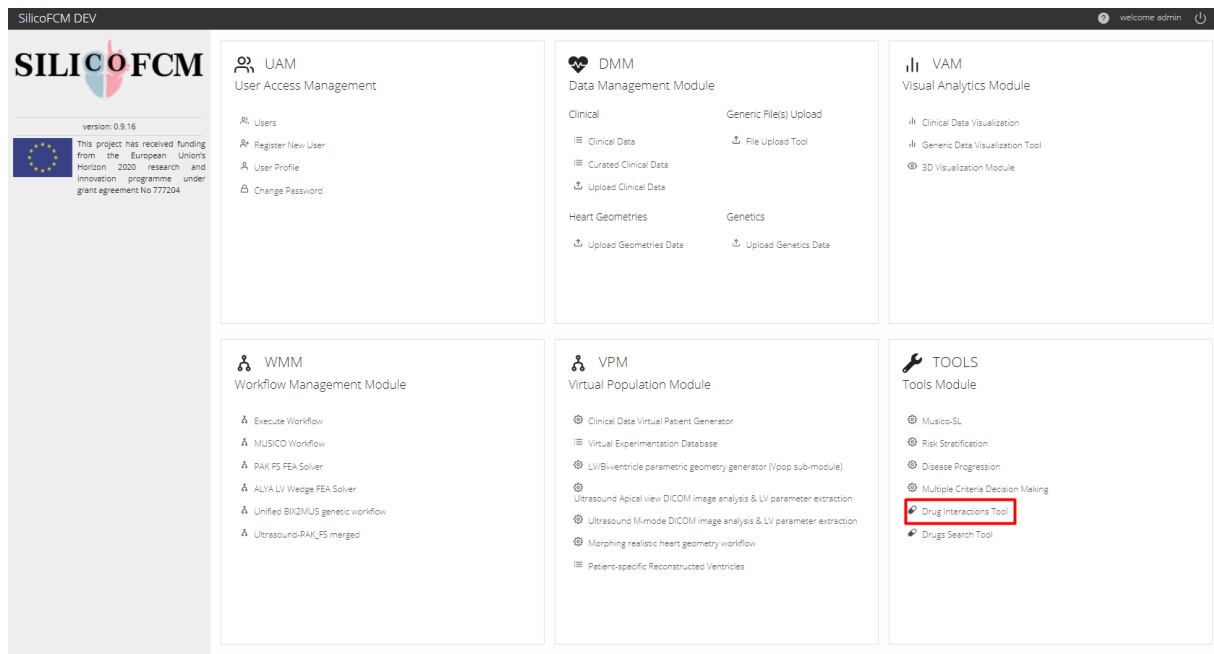 SilicoFCM DEV
welcome admin
SILICOFCM
version: 0.9.16
This project has received funding
from the European Union's
Horizon 2020 research and
innovation programme under
grant agreement No 777204
UAM
User Access Management
Users
Register New User
User Profile
Change Password
DMM
Data Management Module
Clinical
Clinical Data
Curated Clinical Data
Upload Clinical Data
Generic File(s) Upload
File Upload Tool
Heart Geometries
Upload Geometries Data
Genetics
Upload Genetics Data
VAM
Visual Analytics Module
Clinical Data Visualization
Generic Data Visualization Tool
3D Visualization Module
WMM
Workflow Management Module
Execute Workflow
MUSICO Workflow
PAK FS FEA Solver
ALYA LV Wedge FEA Solver
Unified BIX2MUS genetic workflow
Ultrasound-PAK_FS merged
VPM
Virtual Population Module
Clinical Data Virtual Patient Generator
Virtual Experimentation Database
LV/Bi-ventricle parametric geometry generator (Vpop sub-module)
Ultrasound Apical view DICOM image analysis & LV parameter extraction
Ultrasound M-mode DICOM image analysis & LV parameter extraction
Morphing realistic heart geometry workflow
Patient-specific Reconstructed Ventricles
TOOLS
Tools Module
Musico-SL
Risk Stratification
Disease Progression
Multiple Criteria Decision Making
Drug Interactions Tool
Drugs Search Tool